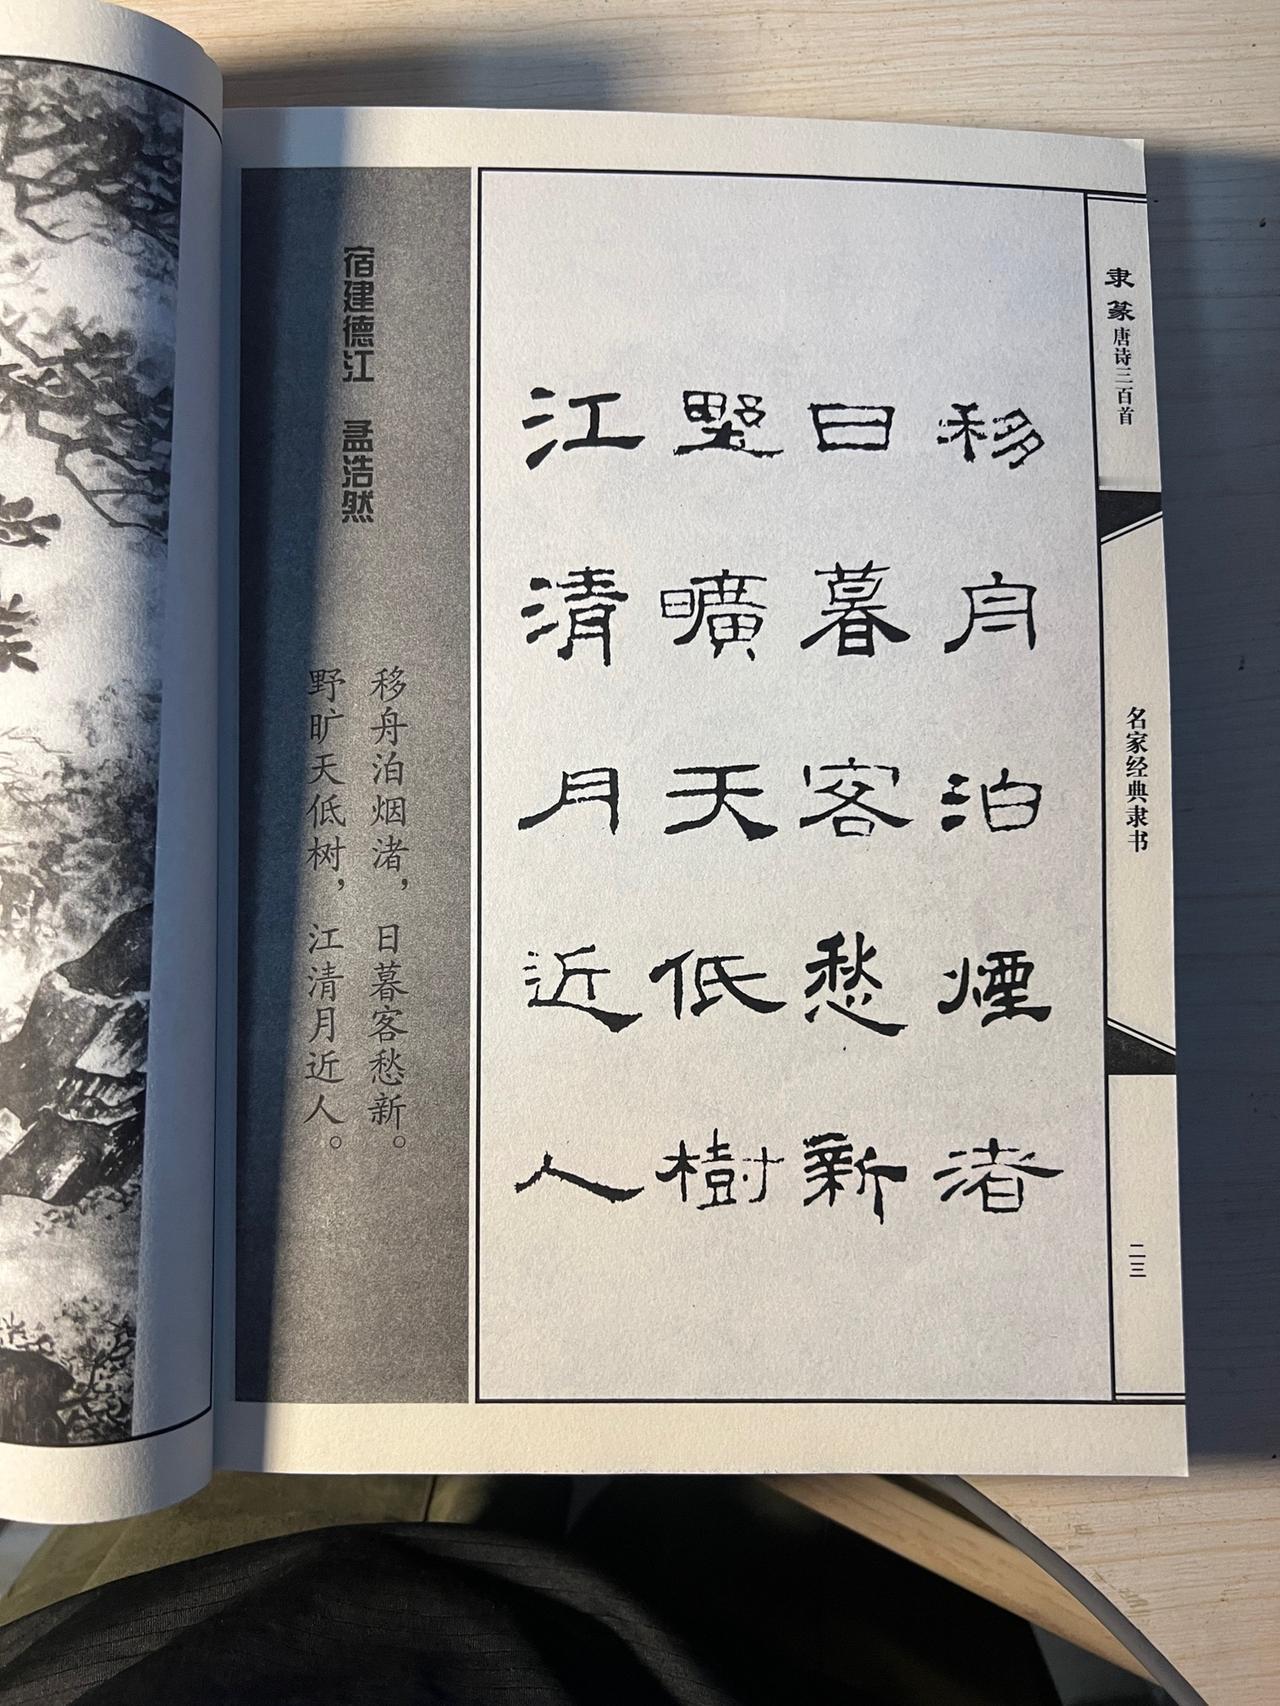 隶篆唐诗三百首
名家经典隶书
二三
移舟泊煙渚
日暮客愁新
野曠天低樹
江清月近人
宿建德江 孟浩然
移舟泊烟渚，日暮客愁新。
野旷天低树，江清月近人。